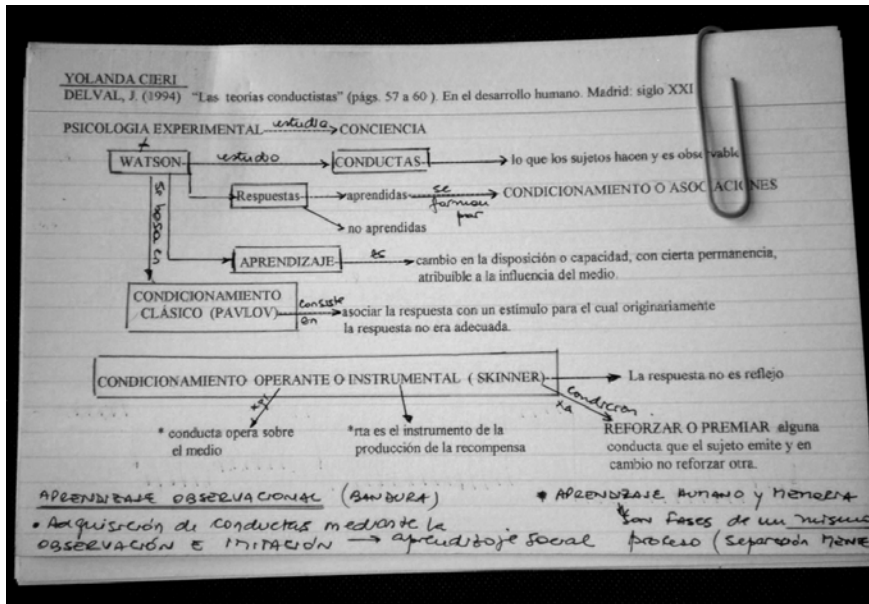 YOLANDA CIERI
DELVAL, J. (1994) "Las teorías conductistas" (págs. 57 a 60 ). En el desarrollo humano. Madrid: siglo XXI
PSICOLOGIA EXPERIMENTAL estudia CONCIENCIA
WATSON estudio CONDUCTAS lo que los sujetos hacen y es observable
se basa en
Respuestas aprendidas se forman por CONDICIONAMIENTO O ASOCIACIONES
no aprendidas
APRENDIZAJE es cambio en la disposición o capacidad, con cierta permanencia,
atribuible a la influencia del medio.
CONDICIONAMIENTO
CLÁSICO (PAVLOV) consiste en asociar la respuesta con un estímulo para el cual originariamente
la respuesta no era adecuada.
CONDICIONAMIENTO OPERANTE O INSTRUMENTAL ( SKINNER) La respuesta no es reflejo
condicion.
* conducta opera sobre *rta es el instrumento de la REFORZAR O PREMIAR alguna
el medio producción de la recompensa conducta que el sujeto emite y en
cambio no reforzar otra.
APRENDIZAJE OBSERVACIONAL (BANDURA) • APRENDIZAJE HUMANO y MEMORIA
• Adquisición de conductas mediante la son fases de un mismo
OBSERVACIÓN E IMITACIÓN → aprendizaje social proceso (separación MENE